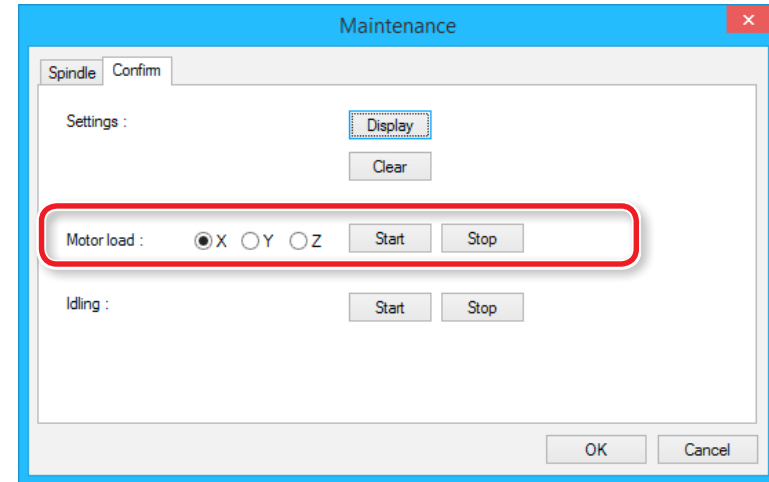 Maintenance
Spindle Confirm
Settings : Display
Clear
Motor load : X Y Z Start Stop
Idling : Start Stop
OK Cancel